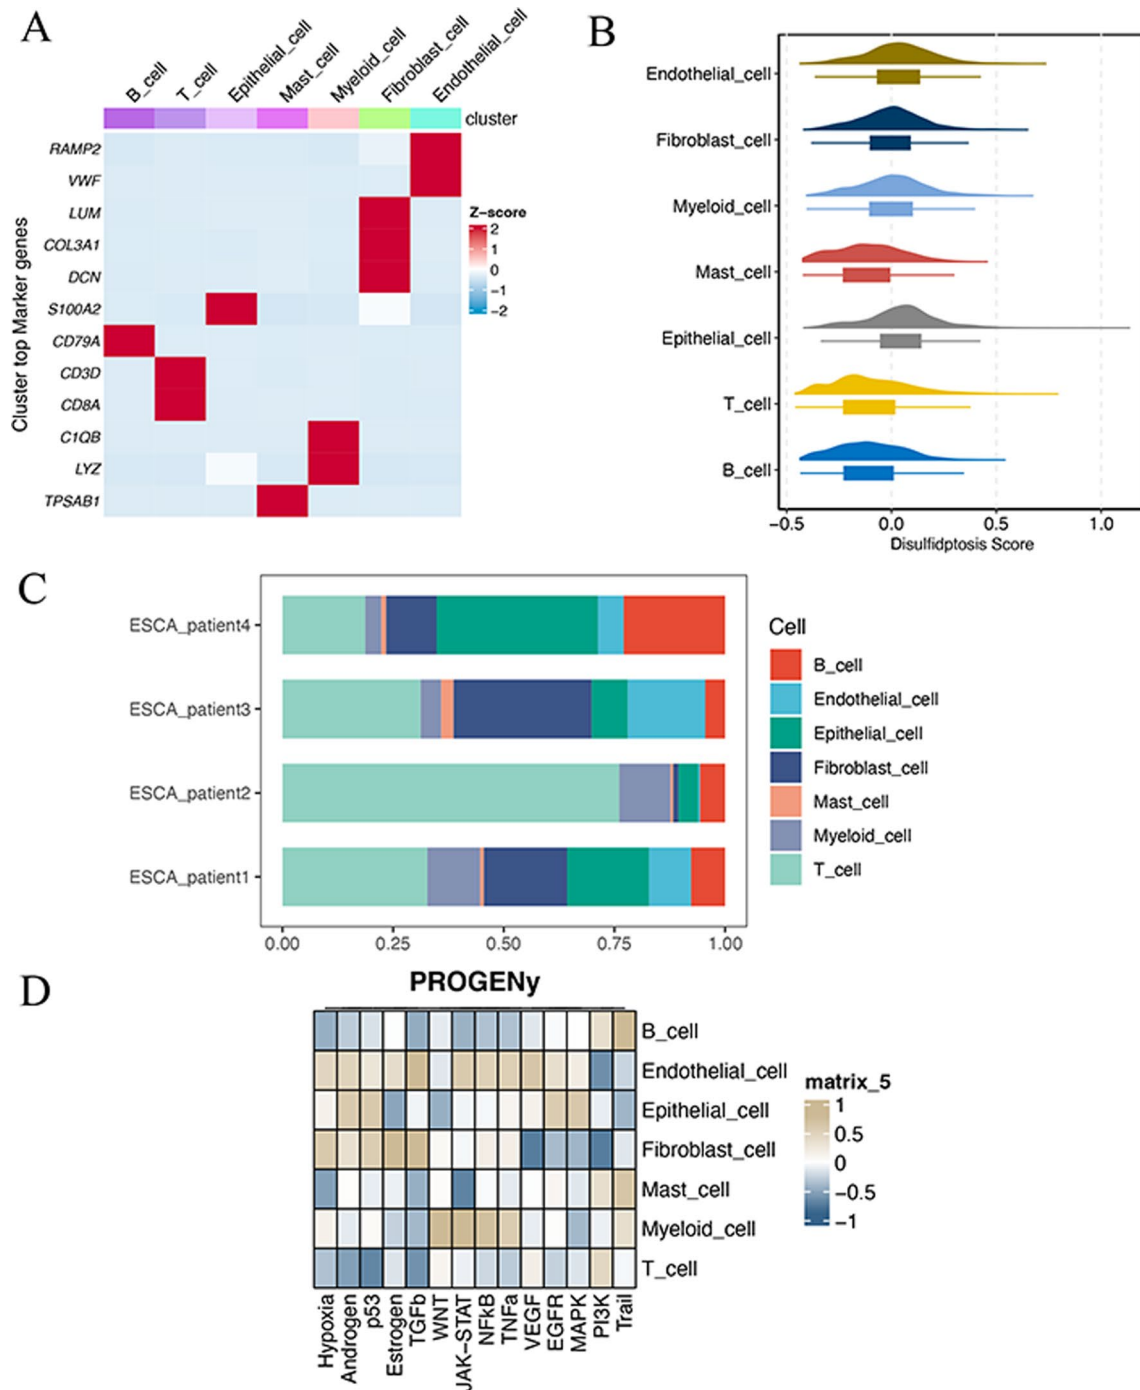 A
B_cell
T_cell
Epithelial_cell
Mast_cell
Myeloid_cell
Fibroblast_cell
Endothelial_cell
cluster
Cluster top Marker genes
RAMP2
VWF
LUM
COL3A1
DCN
S100A2
CD79A
CD3D
CD8A
C1QB
LYZ
TPSAB1
Z-score
2
1
0
−1
−2
B
Endothelial_cell
Fibroblast_cell
Myeloid_cell
Mast_cell
Epithelial_cell
T_cell
B_cell
−0.5 0.0 0.5 1.0
Disulfidptosis Score
C
ESCA_patient4
ESCA_patient3
ESCA_patient2
ESCA_patient1
0.00 0.25 0.50 0.75 1.00
Cell
B_cell
Endothelial_cell
Epithelial_cell
Fibroblast_cell
Mast_cell
Myeloid_cell
T_cell
D
PROGENy
B_cell
Endothelial_cell
Epithelial_cell
Fibroblast_cell
Mast_cell
Myeloid_cell
T_cell
Hypoxia
Androgen
p53
Estrogen
TGFb
WNT
JAK−STAT
NFkB
TNFa
VEGF
EGFR
MAPK
PI3K
Trail
matrix_5
1
0.5
0
−0.5
−1